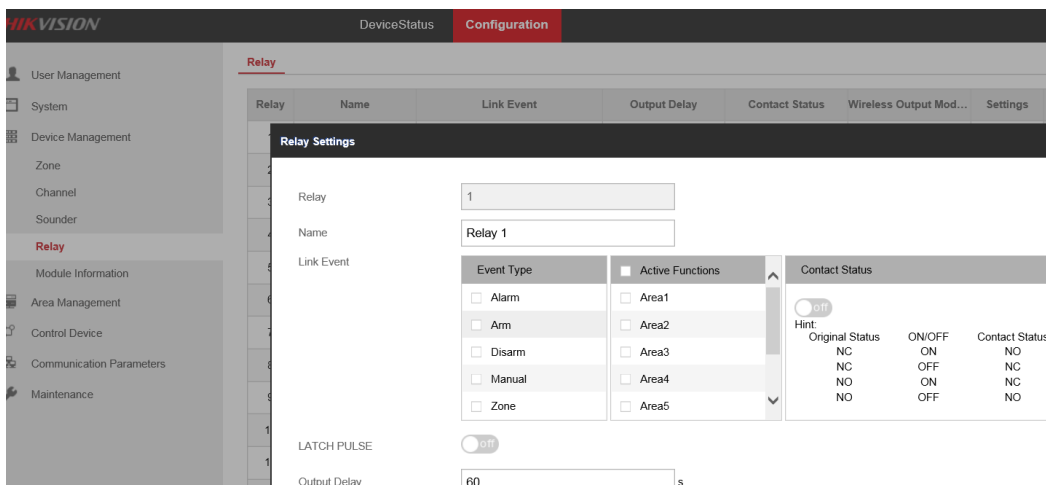 HIKVISION
DeviceStatus Configuration
User Management
System
Device Management
Zone
Channel
Sounder
Relay
Module Information
Area Management
Control Device
Communication Parameters
Maintenance
Relay
Relay Name Link Event Output Delay Contact Status Wireless Output Mod... Settings
Relay Settings
Relay 1
Name Relay 1
Link Event
Event Type Active Functions Contact Status
Alarm Area1 off
Arm Area2 Hint:
Original Status ON/OFF Contact Status
Disarm Area3 NC ON NO
NC OFF NC
Manual Area4 NO ON NC
NO OFF NO
Zone Area5
LATCH PULSE off
Output Delay 60 s